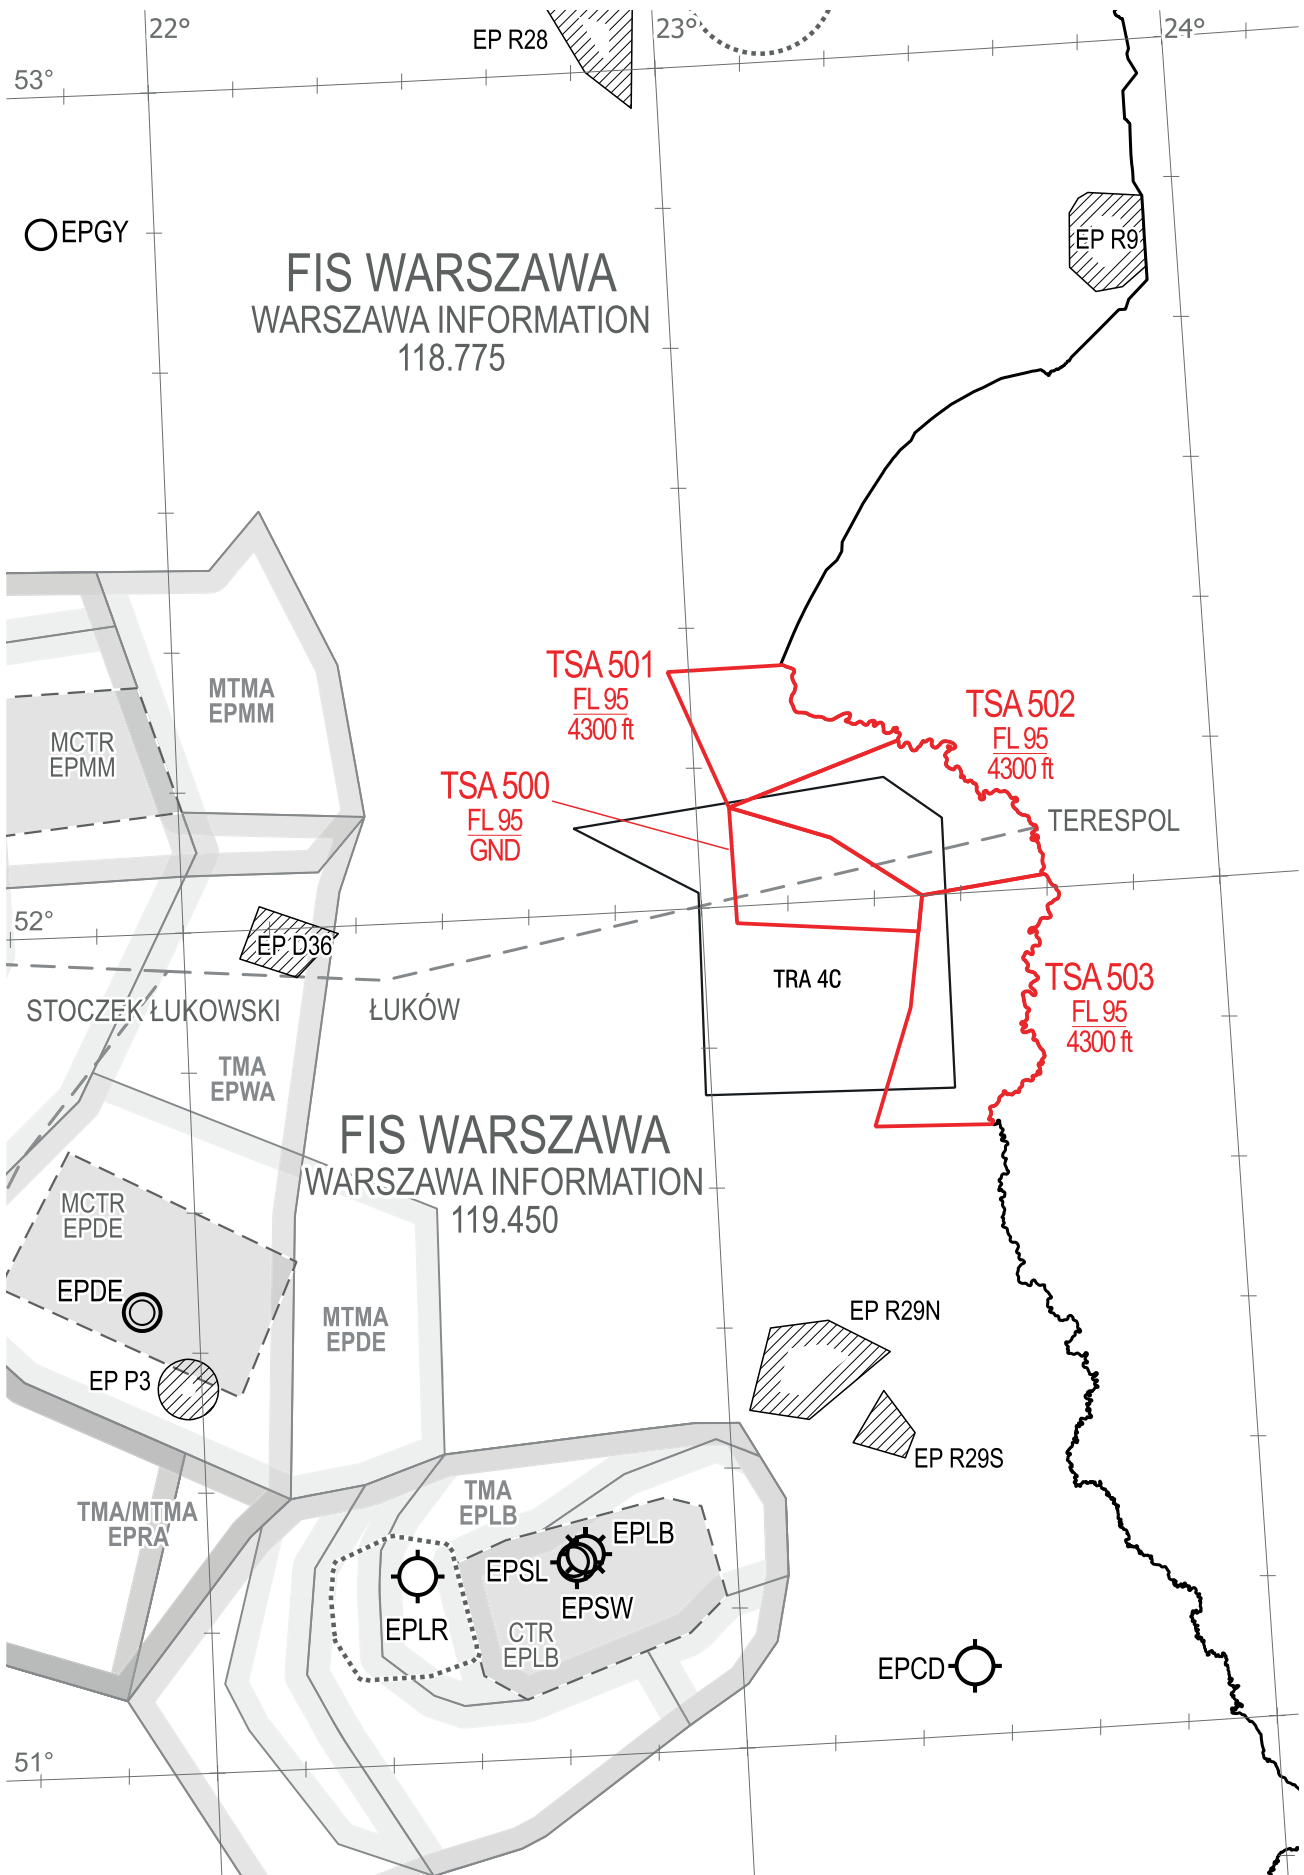 22°
23°
24°
EP R28
53°
EPGY
EP R9
FIS WARSZAWA
WARSZAWA INFORMATION
118.775
TSA 501
FL 95
4300 ft
MTMA
EPMM
TSA 502
FL 95
4300 ft
MCTR
EPMM
TSA 500
FL 95
GND
TERESPOL
52°
EP D36
TRA 4C
TSA 503
FL 95
4300 ft
STOCZEK ŁUKOWSKI
ŁUKÓW
TMA
EPWA
FIS WARSZAWA
WARSZAWA INFORMATION
119.450
MCTR
EPDE
EPDE
MTMA
EPDE
EP R29N
EP P3
EP R29S
TMA/MTMA
EPRA
TMA
EPLB
EPLB
EPSL
EPSW
EPLR
CTR
EPLB
EPCD
51°